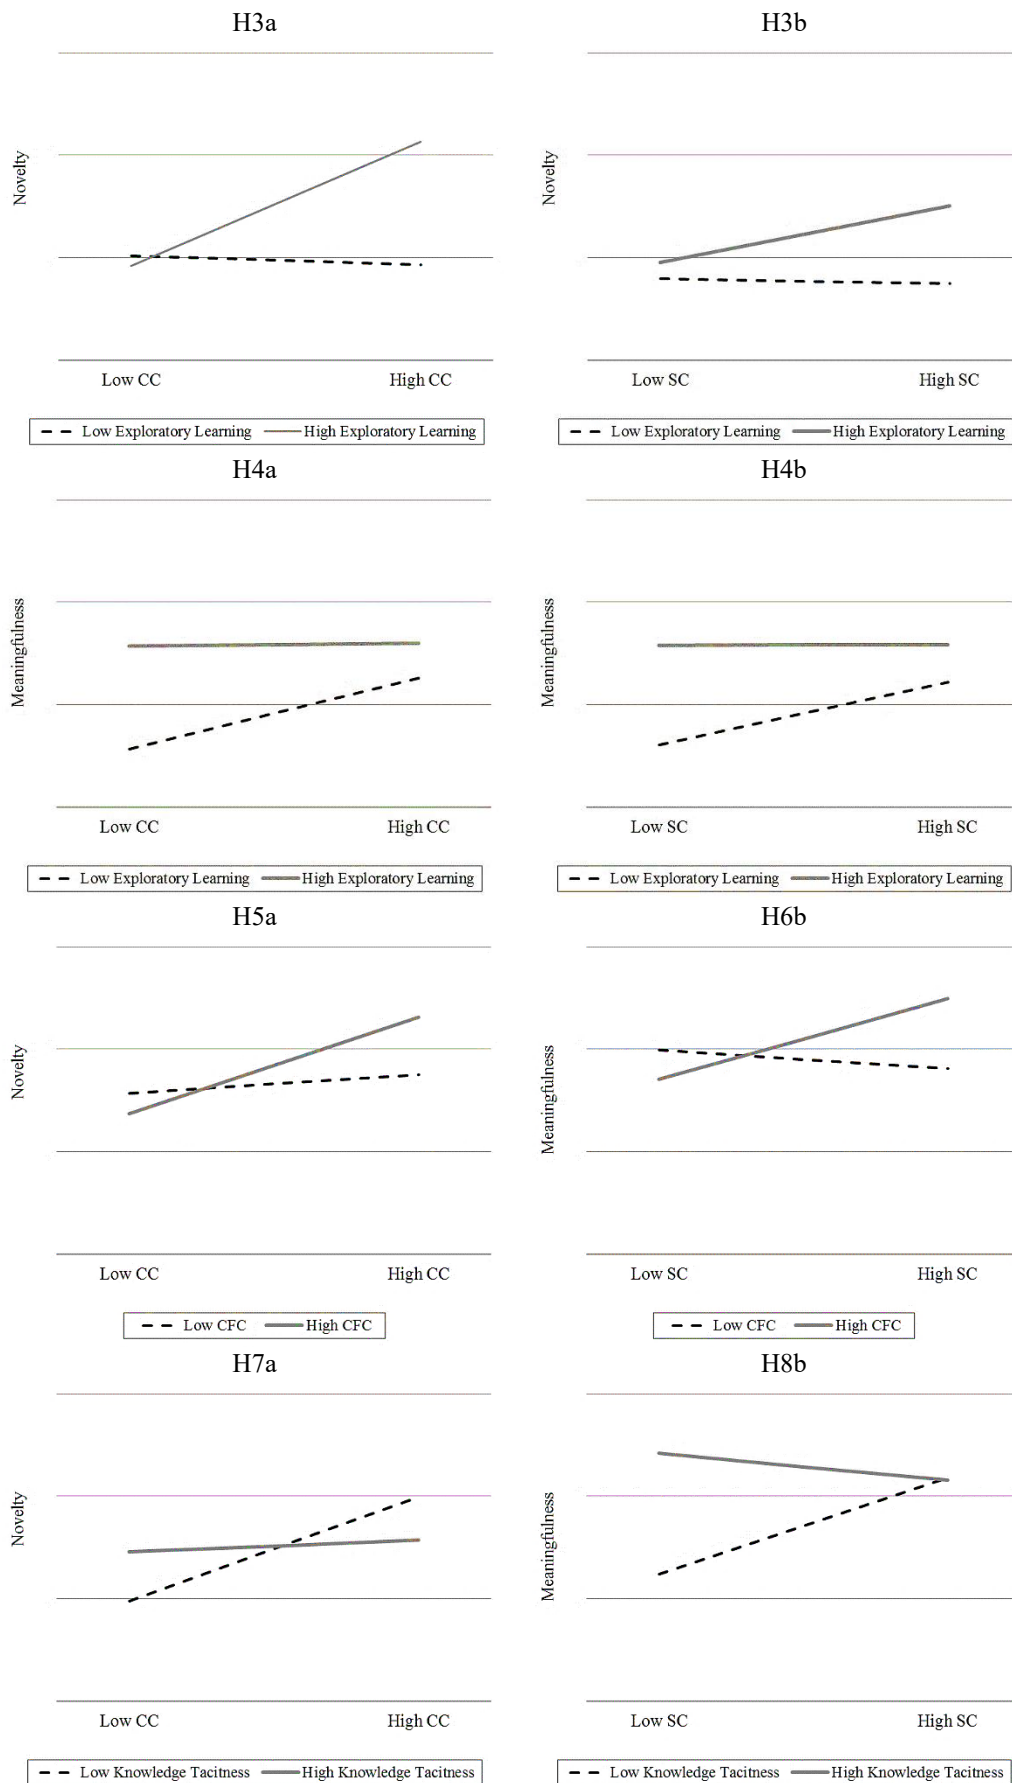 H3a
Novelty
Low CC High CC
Low Exploratory Learning High Exploratory Learning
H3b
Novelty
Low SC High SC
Low Exploratory Learning High Exploratory Learning
H4a
Meaningfulness
Low CC High CC
Low Exploratory Learning High Exploratory Learning
H4b
Meaningfulness
Low SC High SC
Low Exploratory Learning High Exploratory Learning
H5a
Novelty
Low CC High CC
Low CFC High CFC
H6b
Meaningfulness
Low SC High SC
Low CFC High CFC
H7a
Novelty
Low CC High CC
Low Knowledge Tacitness High Knowledge Tacitness
H8b
Meaningfulness
Low SC High SC
Low Knowledge Tacitness High Knowledge Tacitness